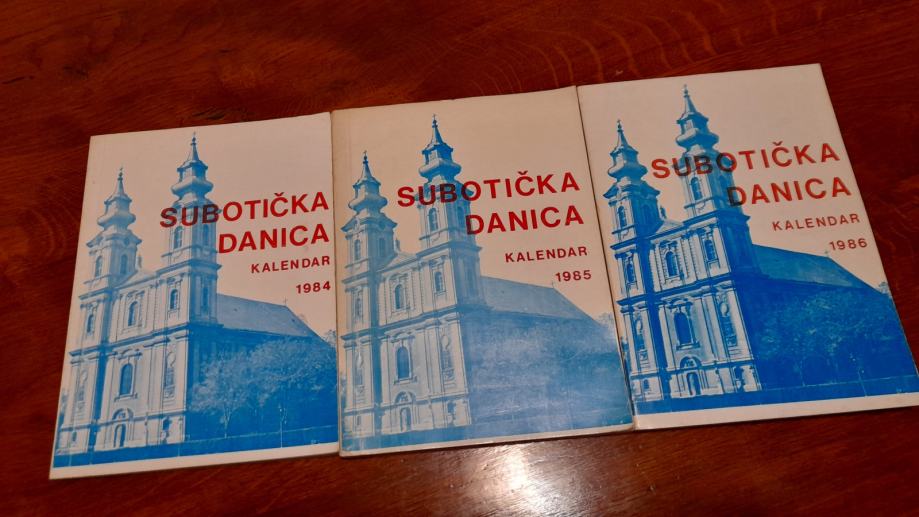 SUBOTIČKA
DANICA
KALENDAR
1984
SUBOTIČKA
DANICA
KALENDAR
1985
SUBOTIČKA
DANICA
KALENDAR
1986